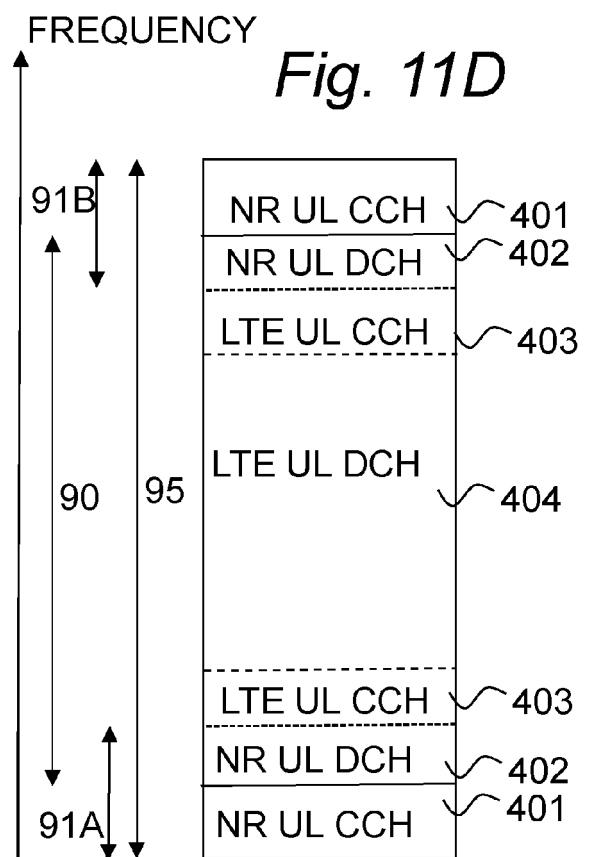 FREQUENCY
Fig. 11D
91B
NR UL CCH
401
NR UL DCH
402
LTE UL CCH
403
LTE UL DCH
90
95
404
LTE UL CCH
403
NR UL DCH
402
91A
NR UL CCH
401